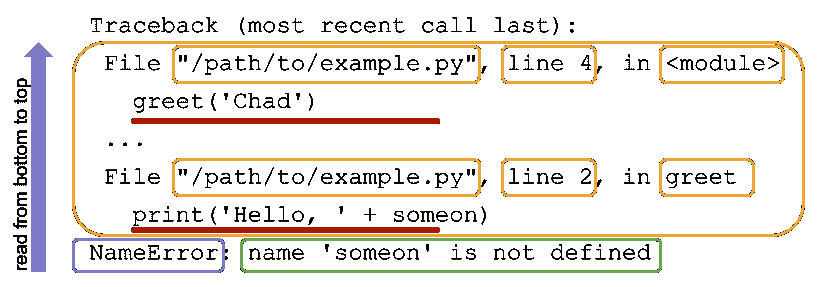 Traceback (most recent call last):
File "/path/to/example.py", line 4, in <module>
greet('Chad')
...
File "/path/to/example.py", line 2, in greet
print('Hello, ' + someon)
NameError: name 'someon' is not defined
read from bottom to top